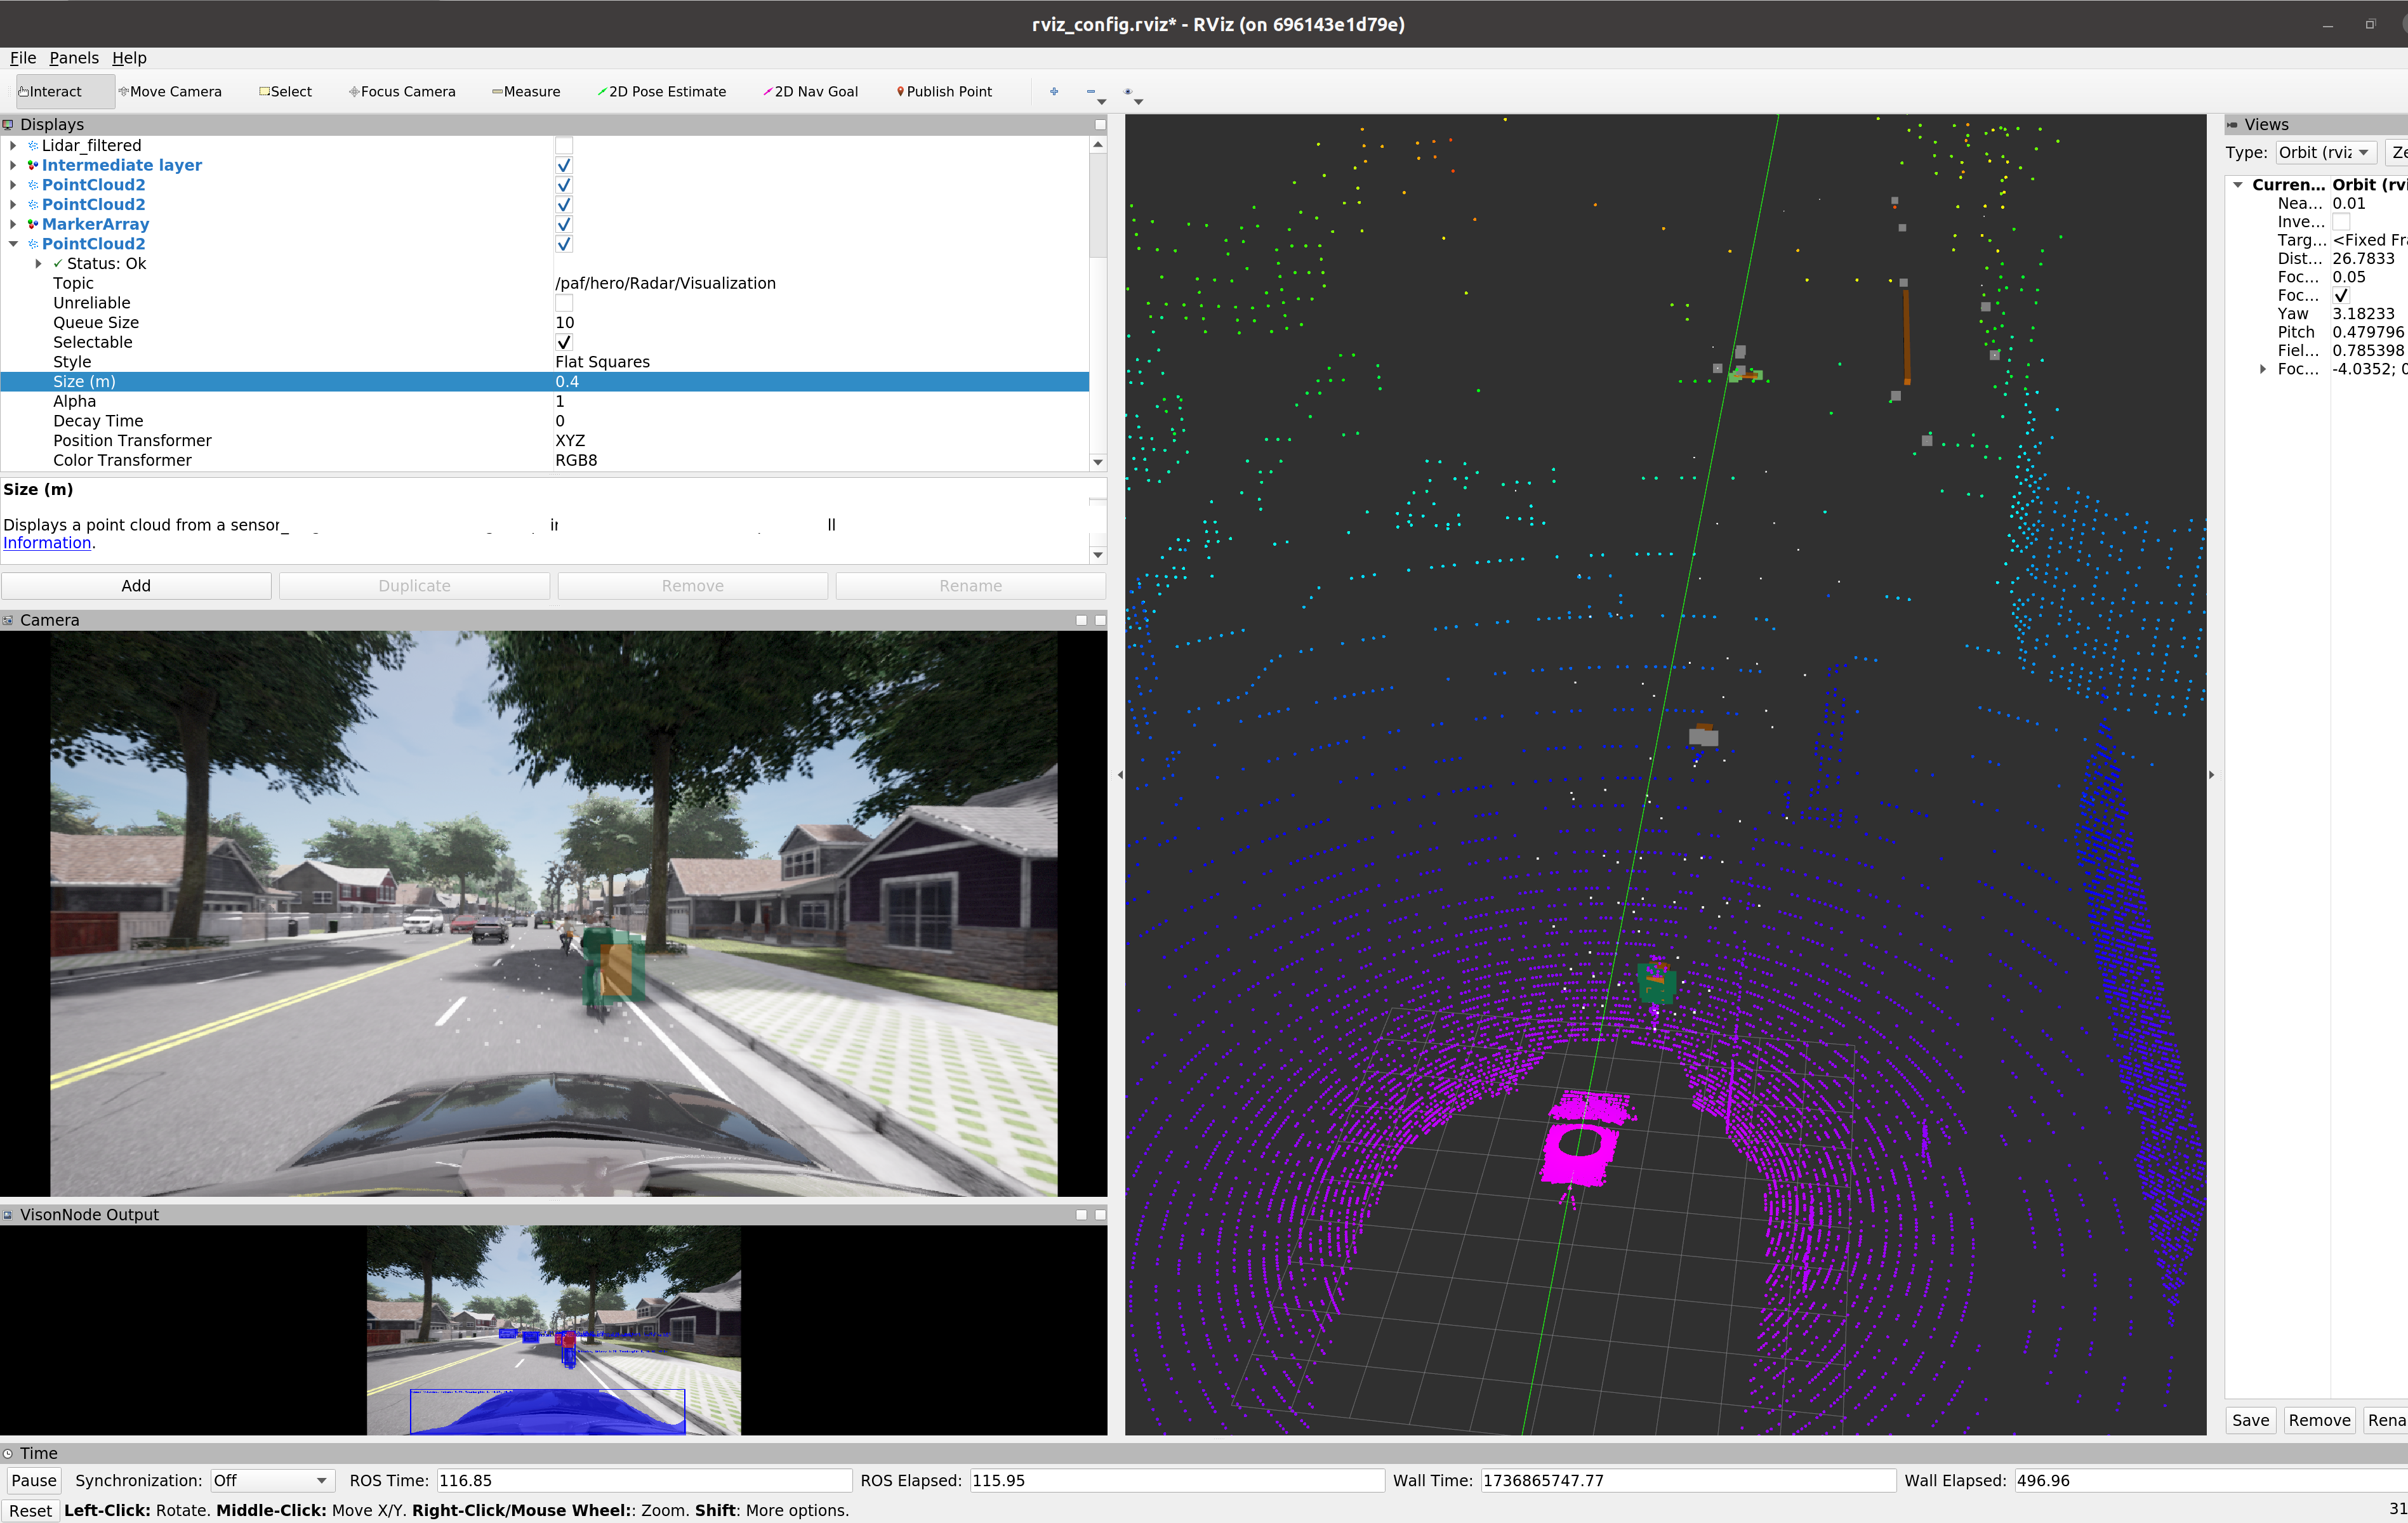 rviz_config.rviz* - RViz (on 696143e1d79e)
File Panels Help
Interact Move Camera Select Focus Camera Measure 2D Pose Estimate 2D Nav Goal Publish Point
Displays
Lidar_filtered
Intermediate layer
PointCloud2
PointCloud2
MarkerArray
PointCloud2
Status: Ok
Topic /paf/hero/Radar/Visualization
Unreliable
Queue Size 10
Selectable
Style Flat Squares
Size (m) 0.4
Alpha 1
Decay Time 0
Position Transformer XYZ
Color Transformer RGB8
Size (m)
Displays a point cloud from a sensor_
Information.
Add Duplicate Remove Rename
Camera
VisonNode Output
Views
Type: Orbit (rviz Ze
Curren... Orbit (rvi
Nea... 0.01
Inve...
Targ... <Fixed Fra
Dist... 26.7833
Foc... 0.05
Foc...
Yaw 3.18233
Pitch 0.479796
Fiel... 0.785398
Foc... -4.0352; 0
Save Remove Rena
Time
Pause Synchronization: Off ROS Time: 116.85 ROS Elapsed: 115.95 Wall Time: 1736865747.77 Wall Elapsed: 496.96
Reset Left-Click: Rotate. Middle-Click: Move X/Y. Right-Click/Mouse Wheel:: Zoom. Shift: More options. 31